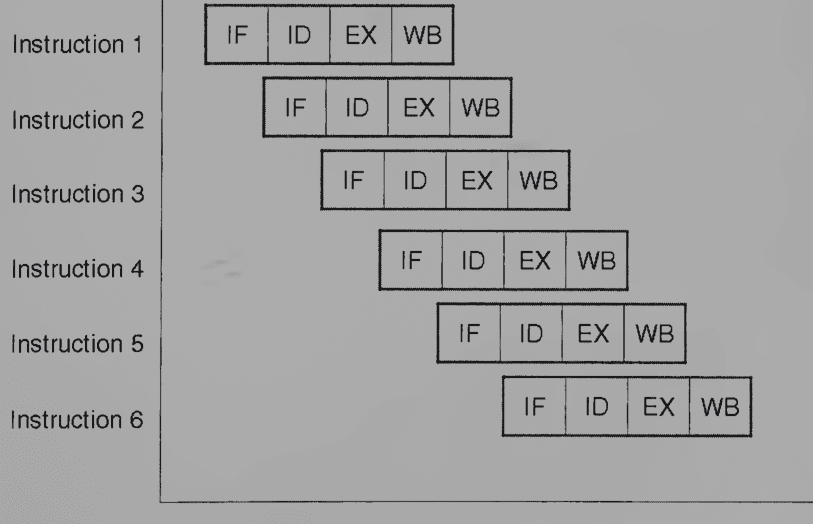 Instruction 1 IF ID EX WB
Instruction 2 IF ID EX WB
Instruction 3 IF ID EX WB
Instruction 4 IF ID EX WB
Instruction 5 IF ID EX WB
Instruction 6 IF ID EX WB